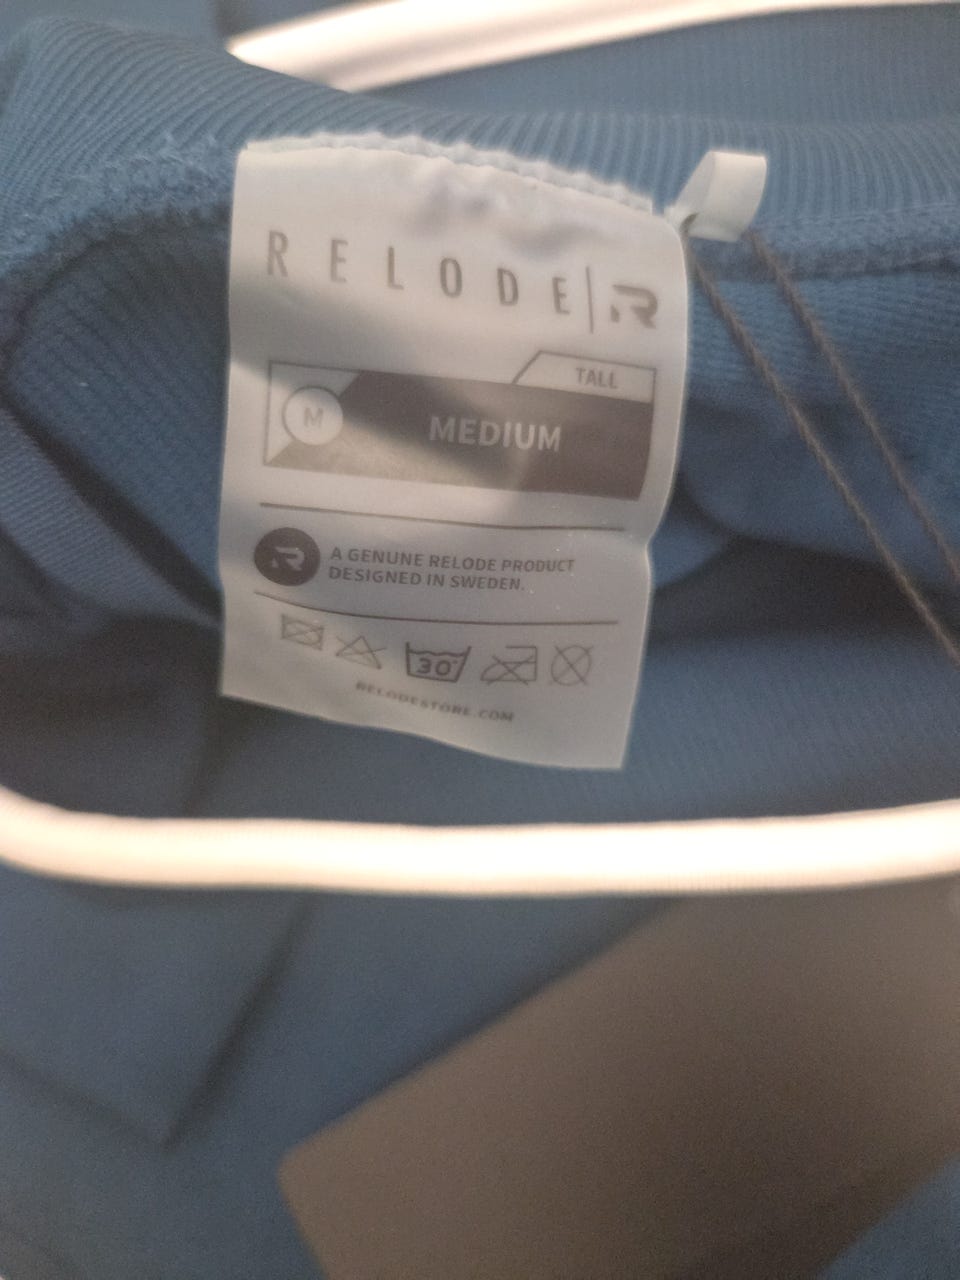 RELODE
TALL
M MEDIUM
A GENUNE RELODE PRODUCT
DESIGNED IN SWEDEN.
30°
RELODESTORE.COM